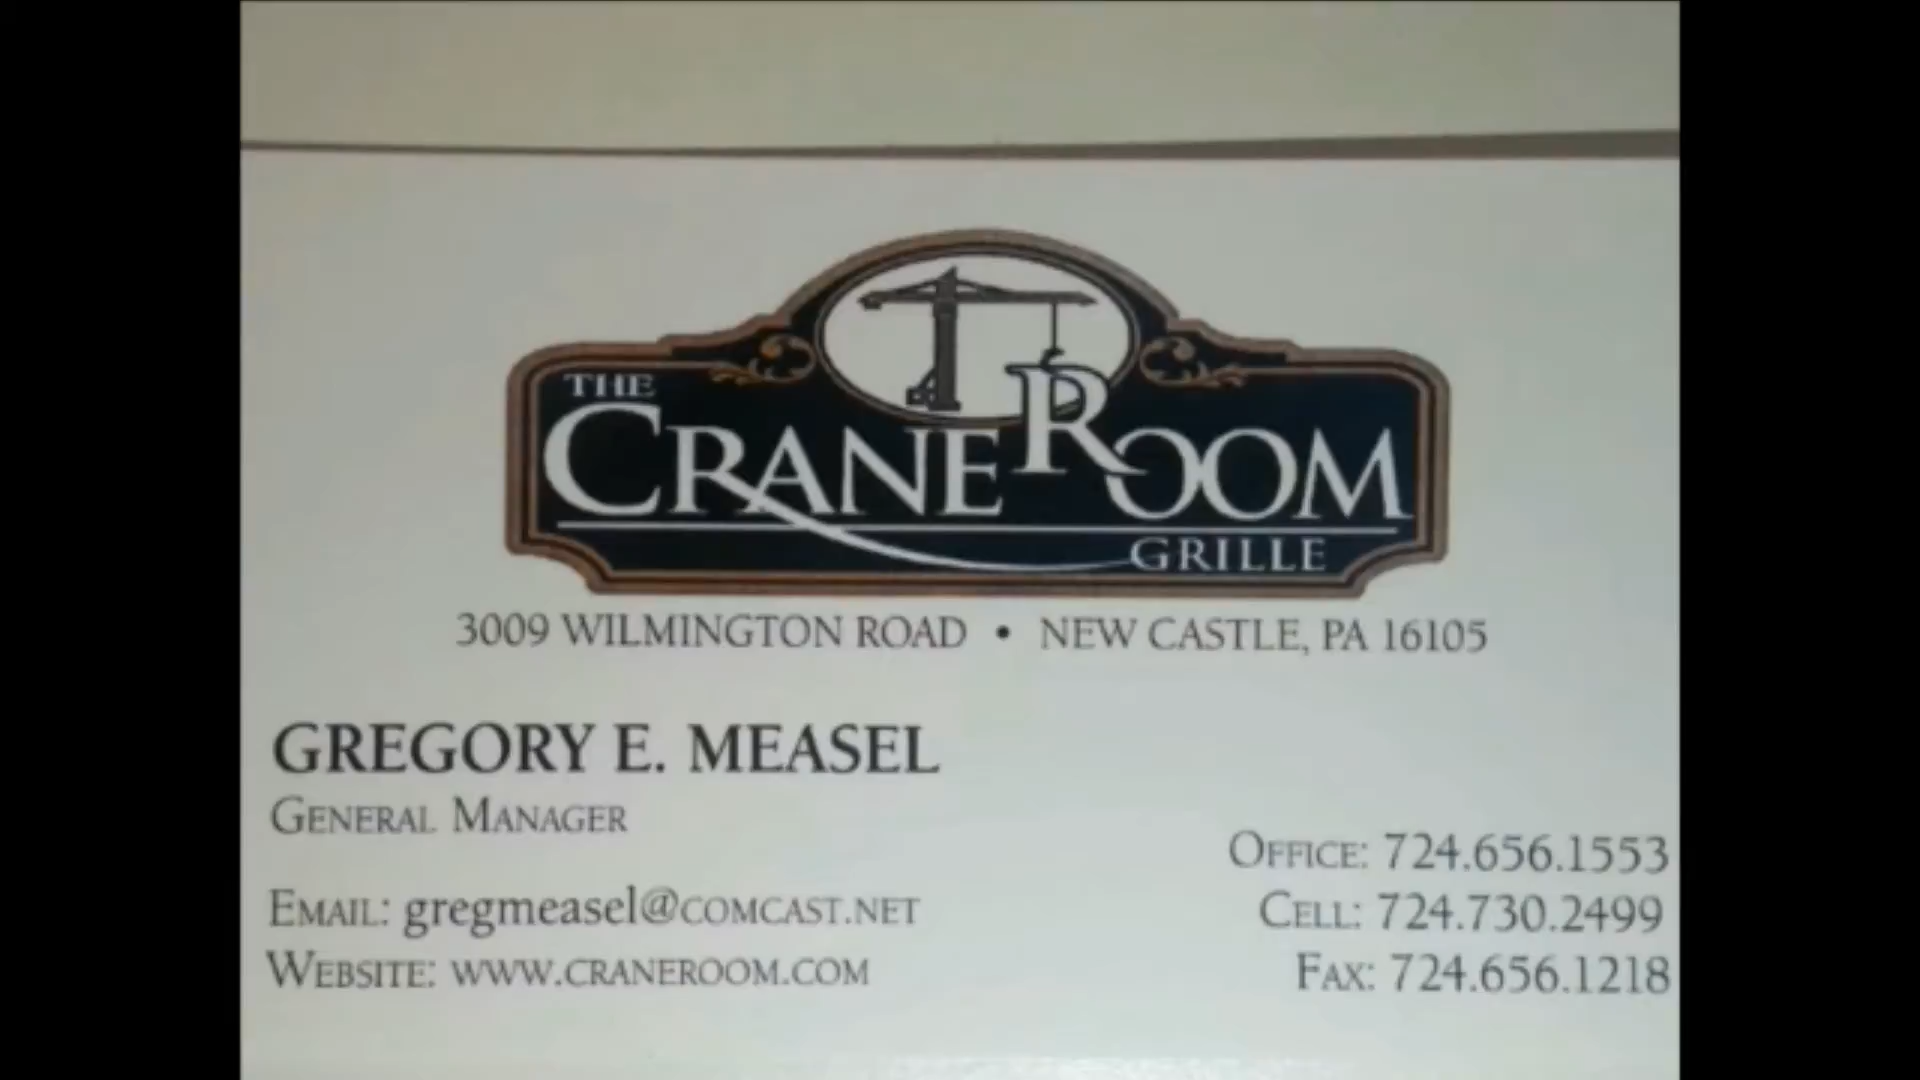 THE
CRANE ROOM
GRILLE
3009 WILMINGTON ROAD • NEW CASTLE, PA 16105
GREGORY E. MEASEL
GENERAL MANAGER
OFFICE: 724.656.1553
EMAIL: gregmeasel@COMCAST.NET
CELL: 724.730.2499
WEBSITE: WWW.CRANEROOM.COM
FAX: 724.656.1218